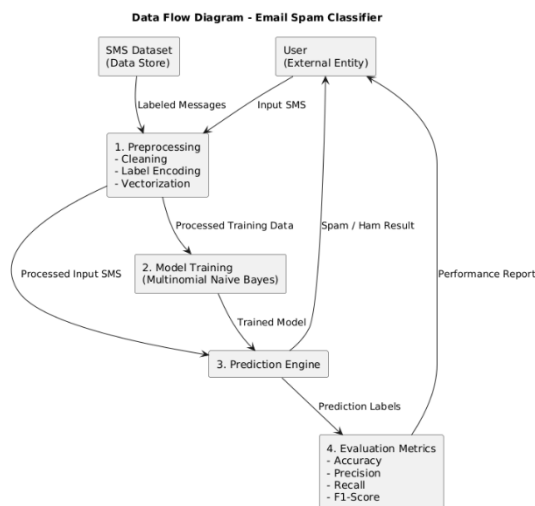 Data Flow Diagram - Email Spam Classifier
SMS Dataset
(Data Store)
User
(External Entity)
Labeled Messages
Input SMS
1. Preprocessing
- Cleaning
- Label Encoding
- Vectorization
Processed Training Data
Spam / Ham Result
Processed Input SMS
2. Model Training
(Multinomial Naive Bayes)
Performance Report
Trained Model
3. Prediction Engine
Prediction Labels
4. Evaluation Metrics
- Accuracy
- Precision
- Recall
- F1-Score